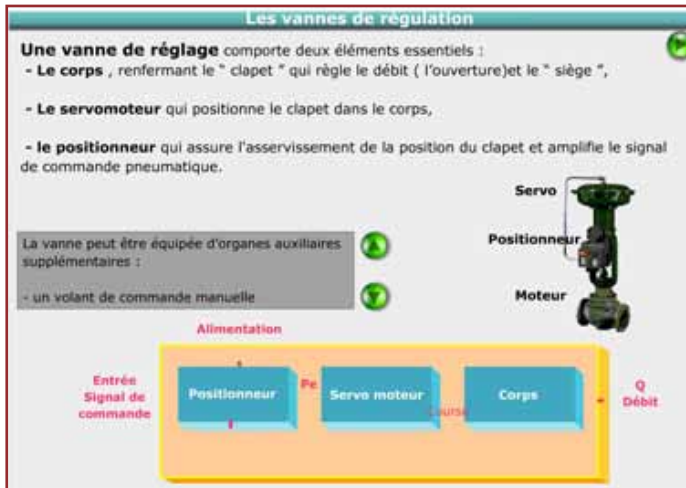 Les vannes de régulation
Une vanne de réglage comporte deux éléments essentiels :
- Le corps , renfermant le " clapet " qui règle le débit ( l'ouverture)et le " siège ",
- Le servomoteur qui positionne le clapet dans le corps,
- le positionneur qui assure l'asservissement de la position du clapet et amplifie le signal
de commande pneumatique.
Servo
Positionneur
Moteur
La vanne peut être équipée d'organes auxiliaires
supplémentaires :
- un volant de commande manuelle
Alimentation
Entrée
Signal de
commande
Positionneur
Pe
Servo moteur
Course
Corps
Q
Débit